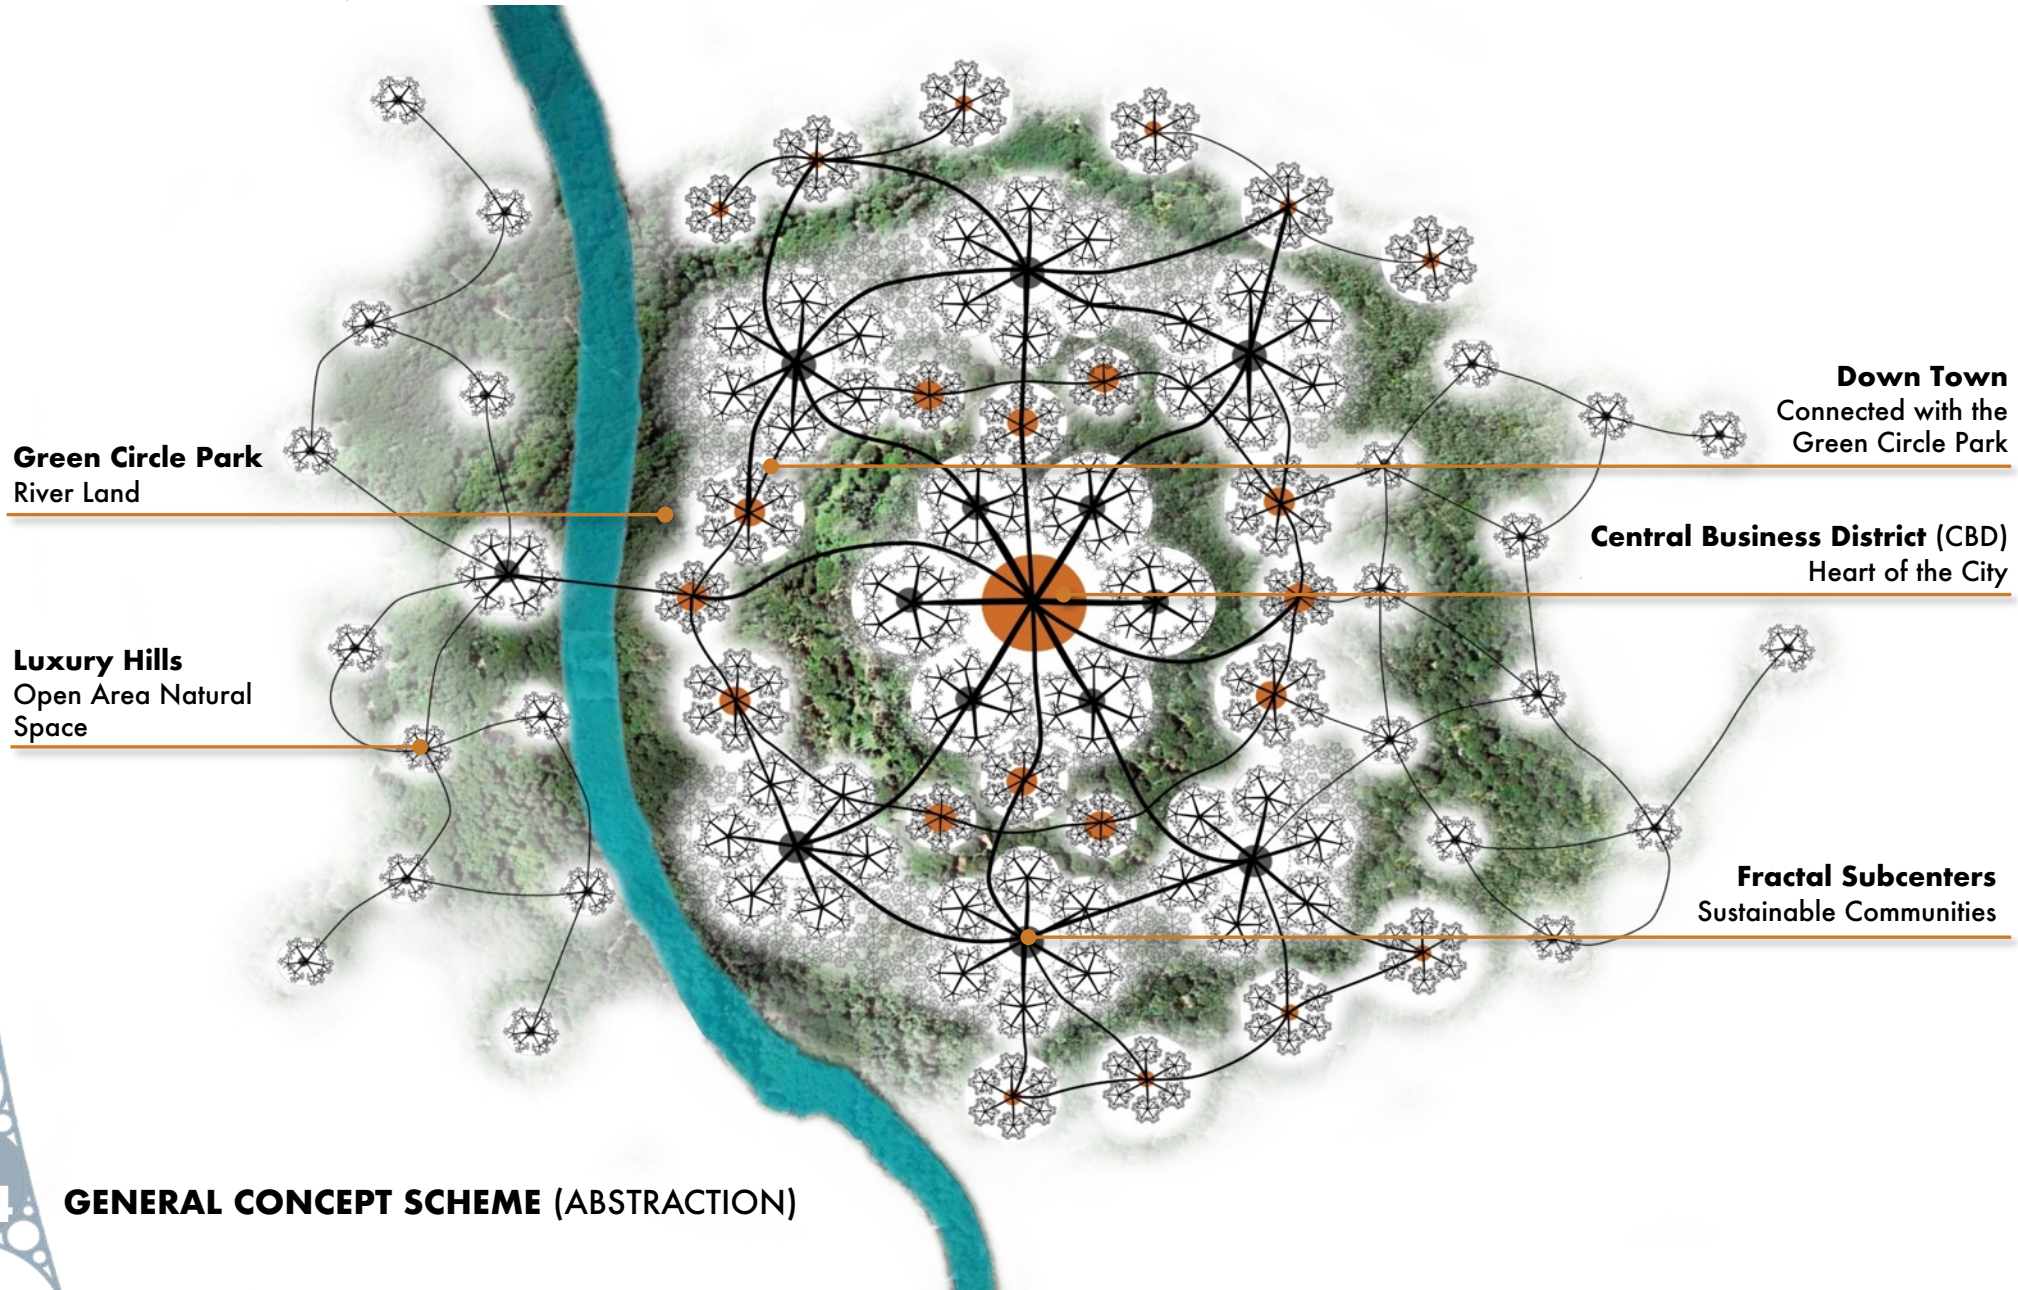 Down Town
Connected with the
Green Circle Park
Green Circle Park
River Land
Central Business District (CBD)
Heart of the City
Luxury Hills
Open Area Natural
Space
Fractal Subcenters
Sustainable Communities
4
GENERAL CONCEPT SCHEME (ABSTRACTION)